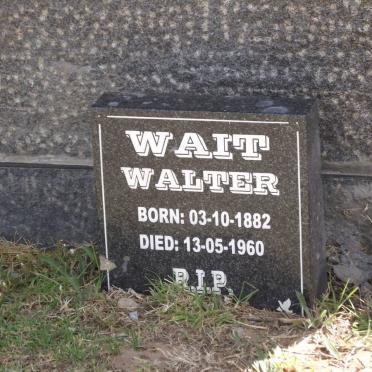 WAIT
WALTER
BORN: 03-10-1882
DIED: 13-05-1960
R.I.P.